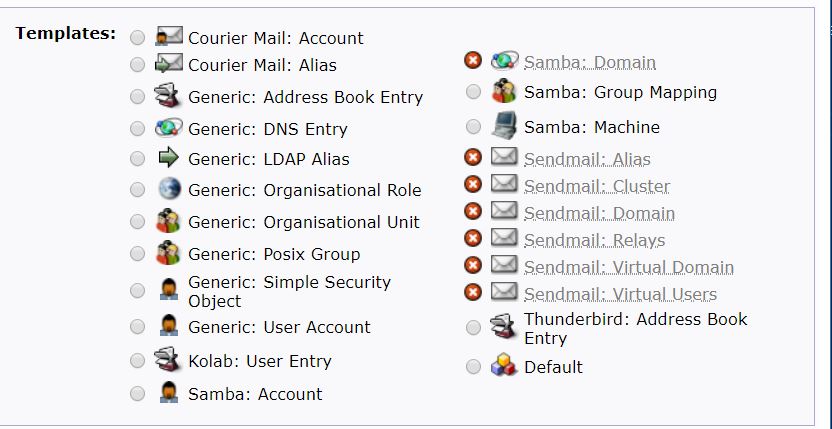 Templates:
Courier Mail: Account
Courier Mail: Alias
Generic: Address Book Entry
Generic: DNS Entry
Generic: LDAP Alias
Generic: Organisational Role
Generic: Organisational Unit
Generic: Posix Group
Generic: Simple Security
Object
Generic: User Account
Kolab: User Entry
Samba: Account
Samba: Domain
Samba: Group Mapping
Samba: Machine
Sendmail: Alias
Sendmail: Cluster
Sendmail: Domain
Sendmail: Relays
Sendmail: Virtual Domain
Sendmail: Virtual Users
Thunderbird: Address Book
Entry
Default